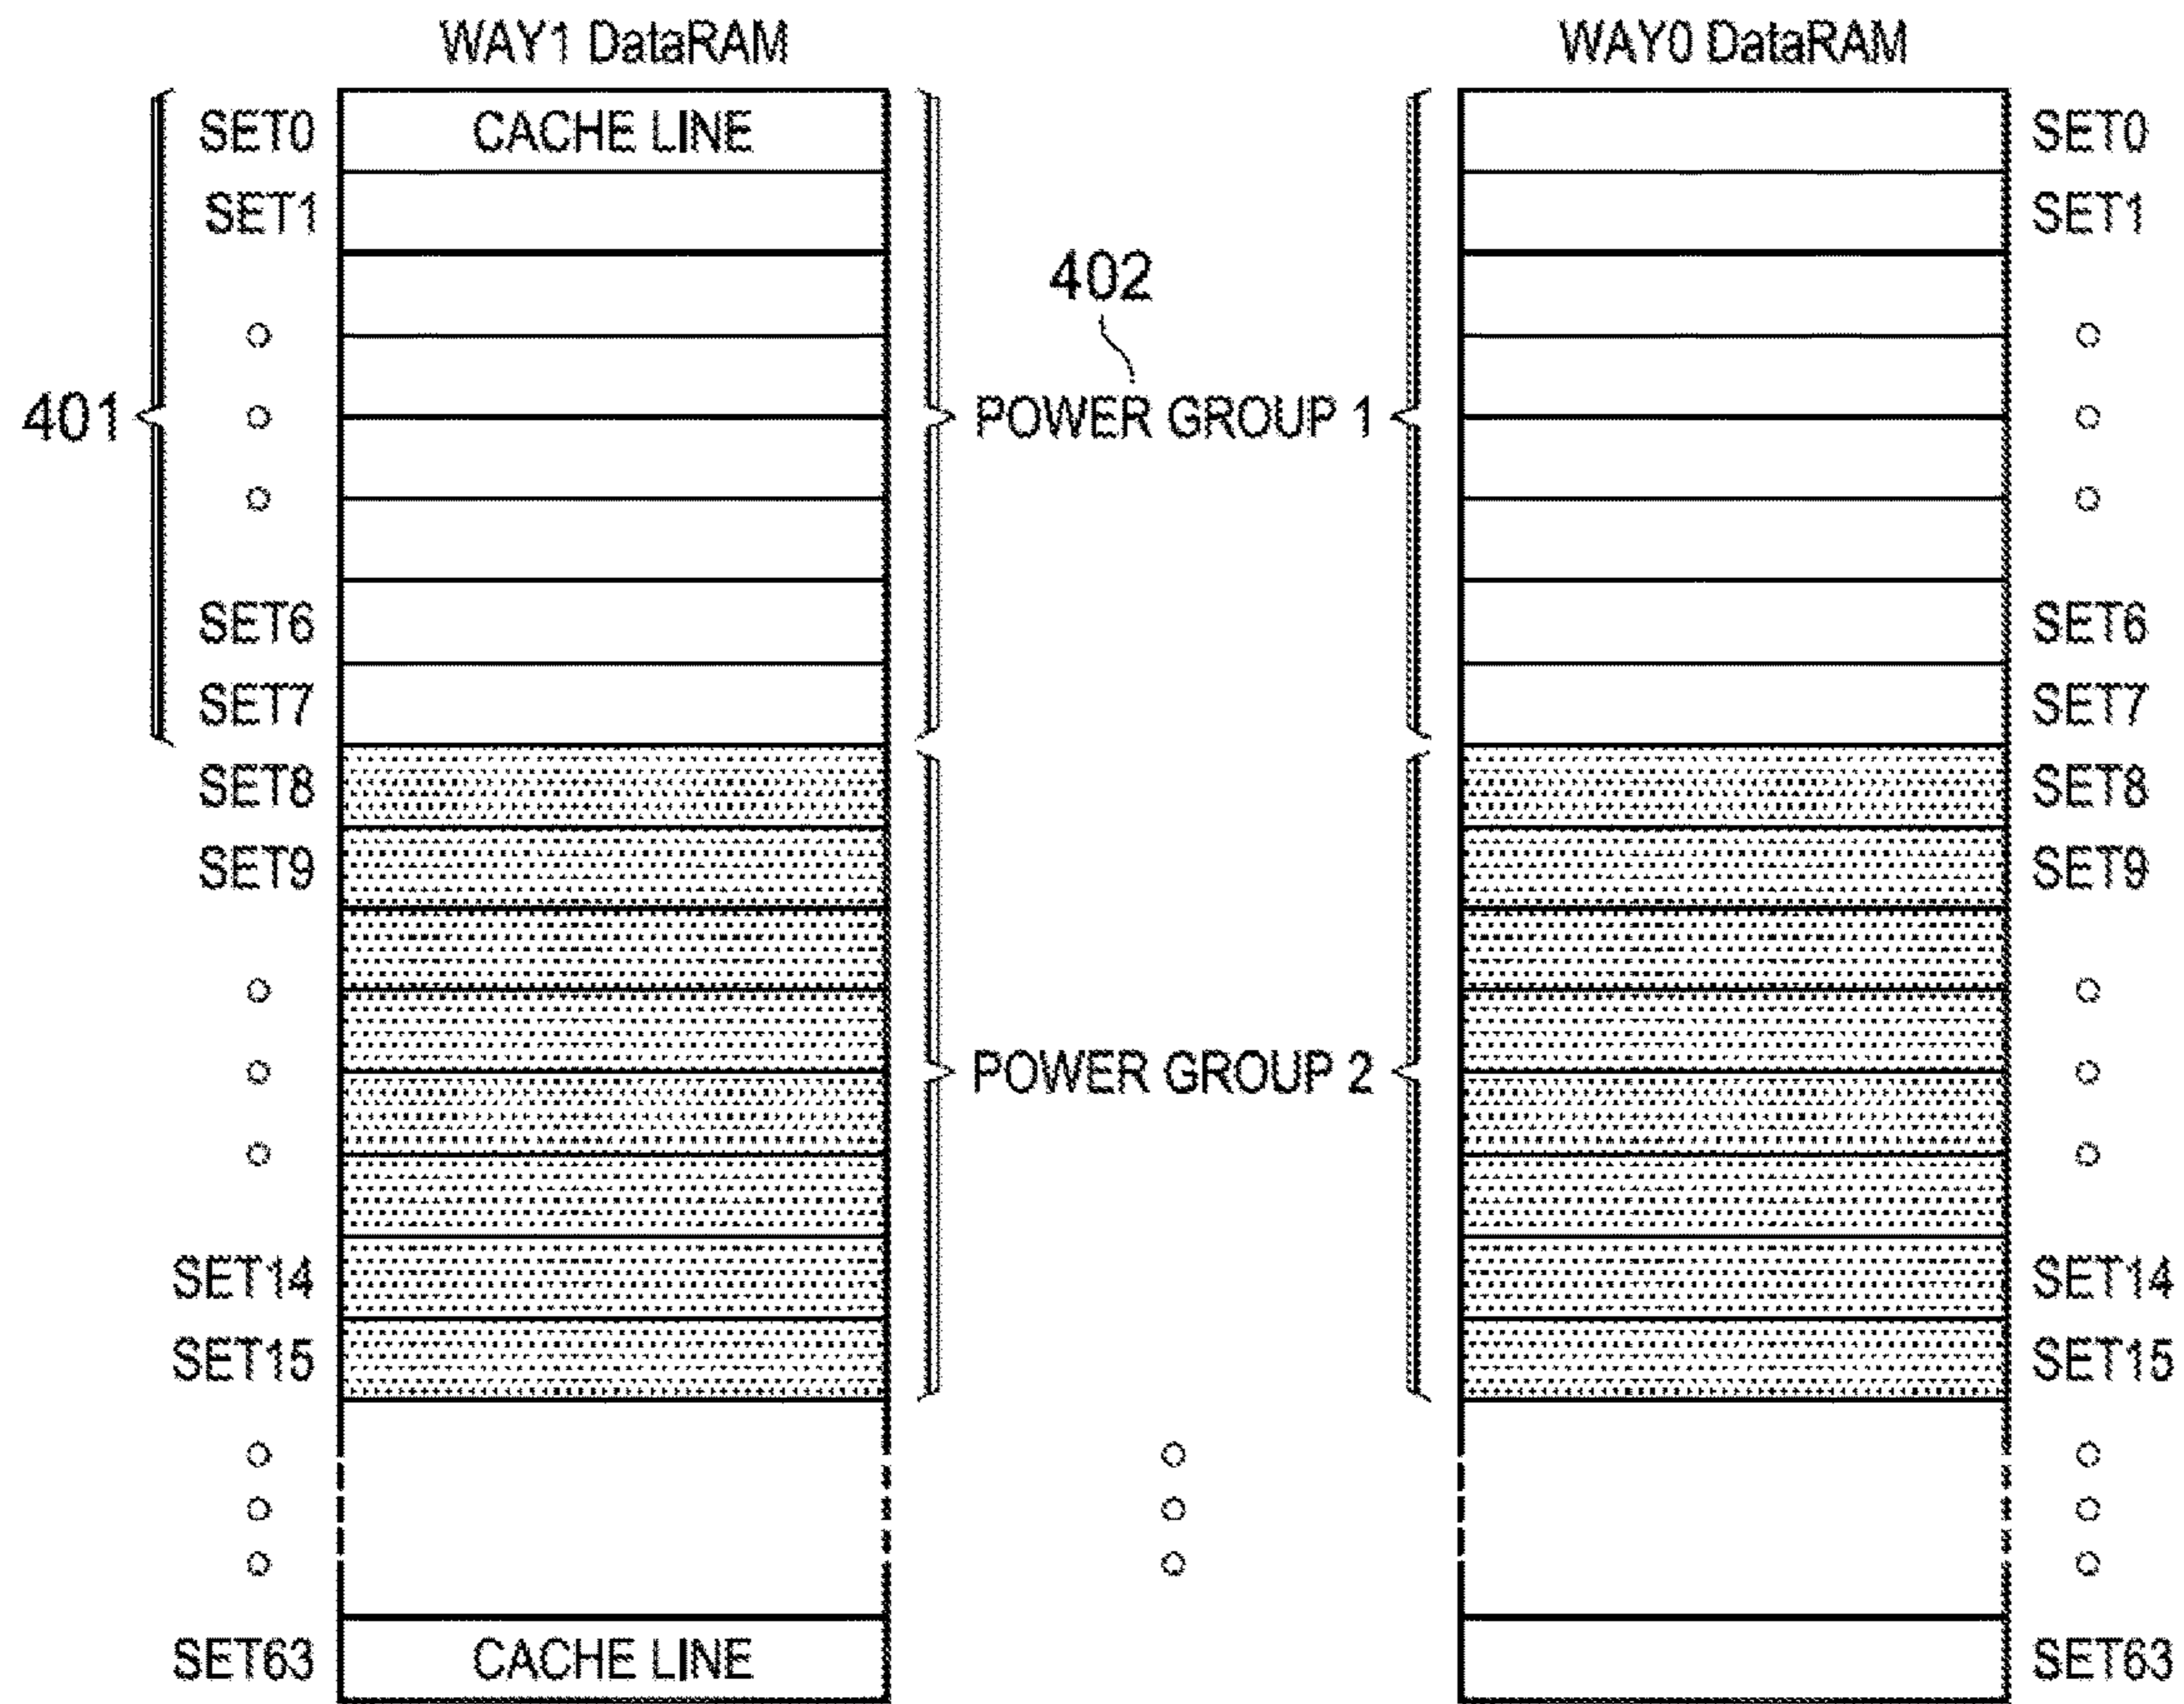 WAY1 DataRAM WAY0 DataRAM
SET0 CACHE LINE SET0
SET1 SET1
402
401 POWER GROUP 1
SET6 SET6
SET7 SET7
SET8 SET8
SET9 SET9
POWER GROUP 2
SET14 SET14
SET15 SET15
SET63 CACHE LINE SET63